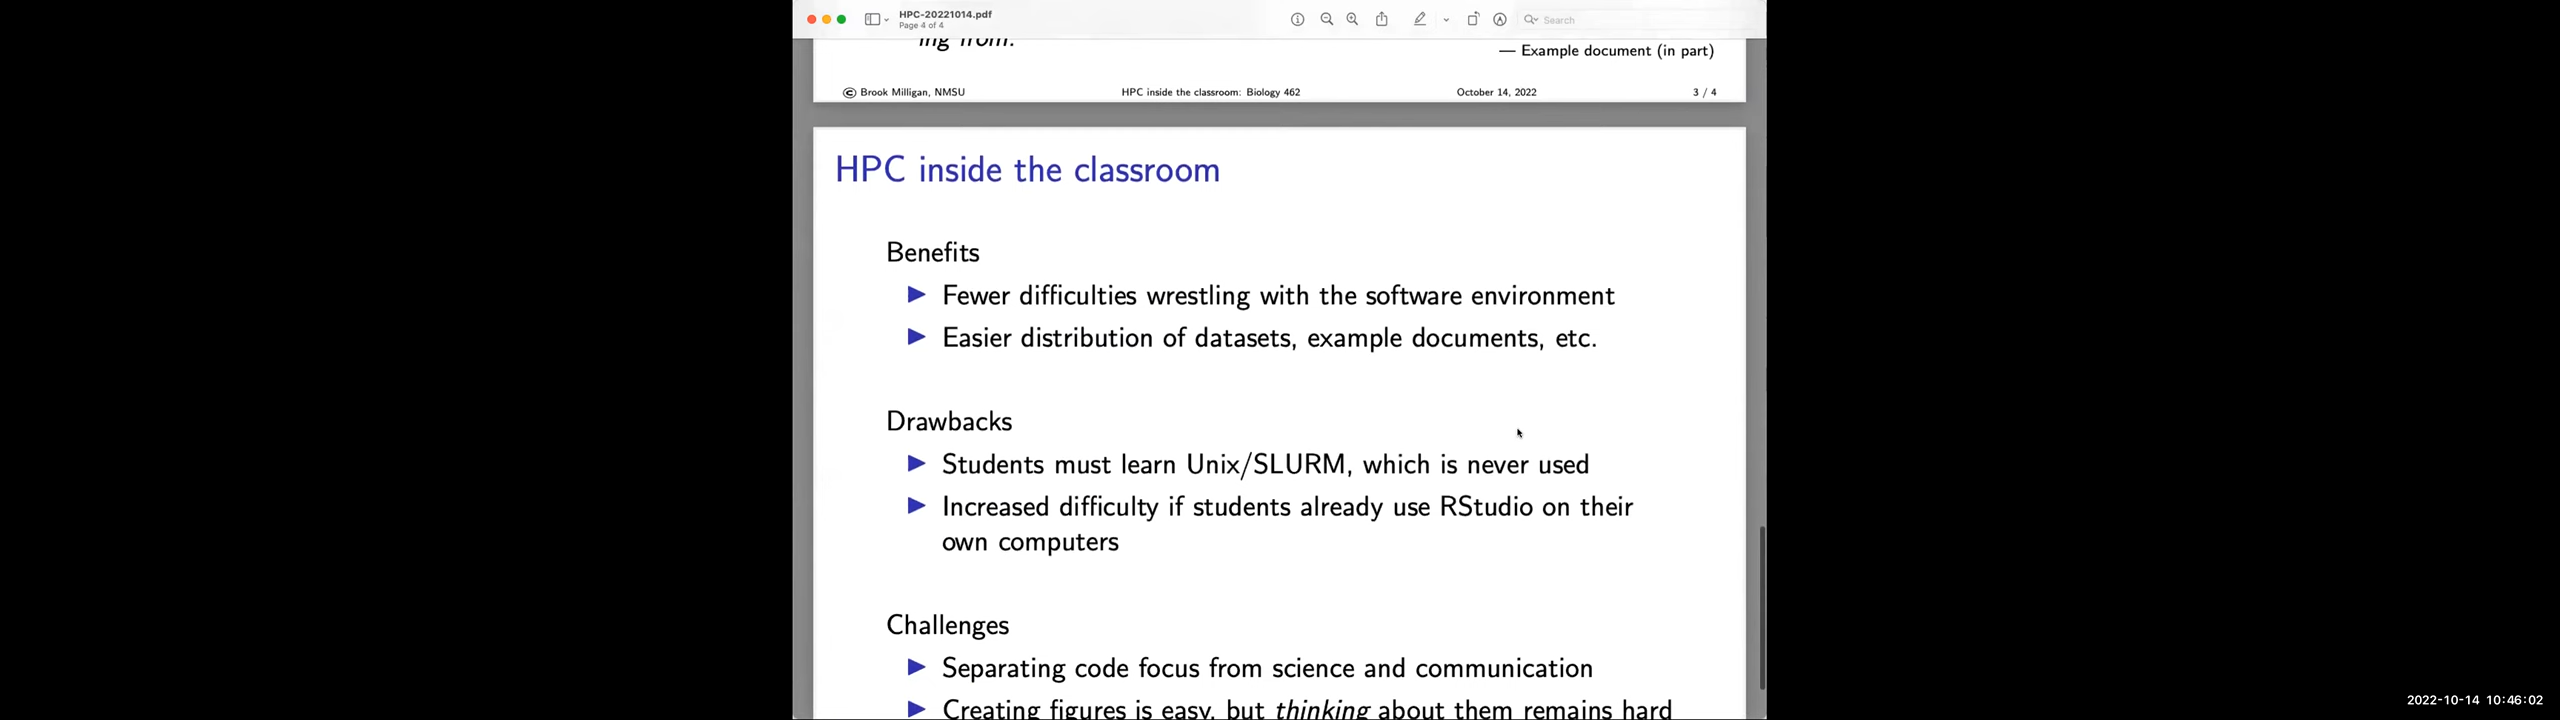 HPC-20221014.pdf
Page 4 of 4
Search
ing from.
— Example document (in part)
© Brook Milligan, NMSU
HPC inside the classroom: Biology 462
October 14, 2022
3 / 4
HPC inside the classroom
Benefits
Fewer difficulties wrestling with the software environment
Easier distribution of datasets, example documents, etc.
Drawbacks
Students must learn Unix/SLURM, which is never used
Increased difficulty if students already use RStudio on their
own computers
Challenges
Separating code focus from science and communication
Creating figures is easy, but thinking about them remains hard
2022-10-14 10:46:02